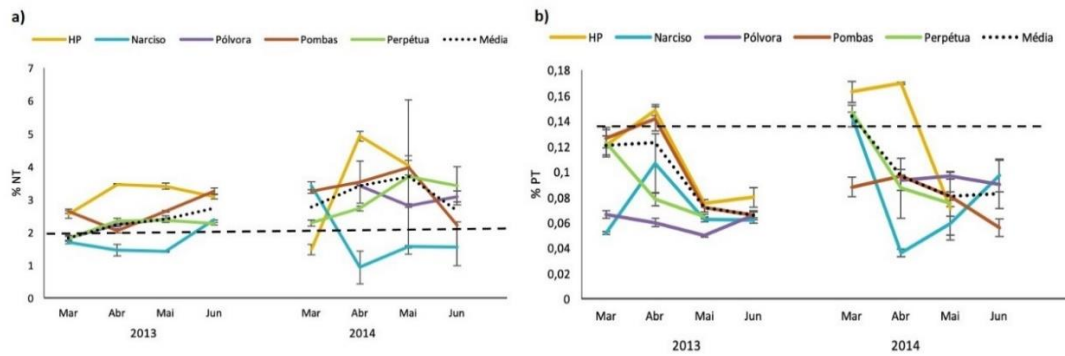 a)
HP Narciso Pólvora Pombas Perpétua Média
% NT
7
6
5
4
3
2
1
0
Mar Abr Mai Jun Mar Abr Mai Jun
2013 2014
b)
HP Narciso Pólvora Pombas Perpétua Média
% PT
0,18
0,16
0,14
0,12
0,1
0,08
0,06
0,04
0,02
0
Mar Abr Mai Jun Mar Abr Mai Jun
2013 2014